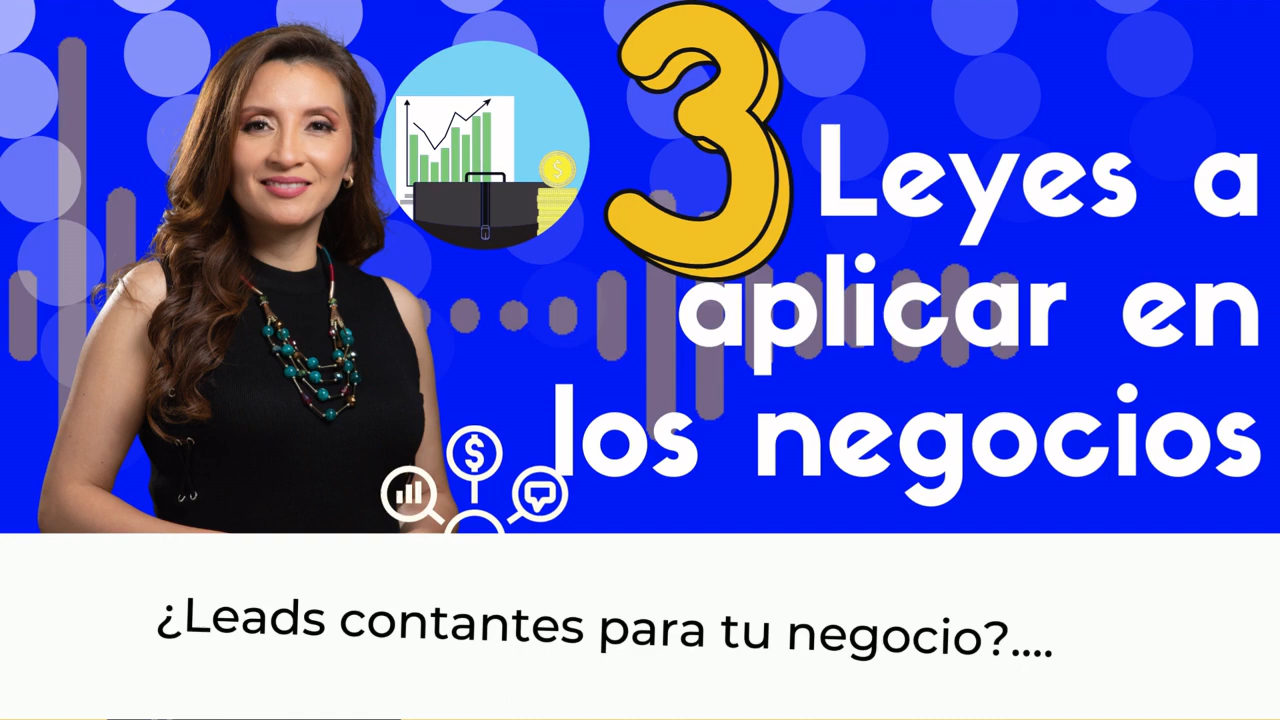 3 Leyes a
aplicar en
los negocios
¿Leads contantes para tu negocio?....